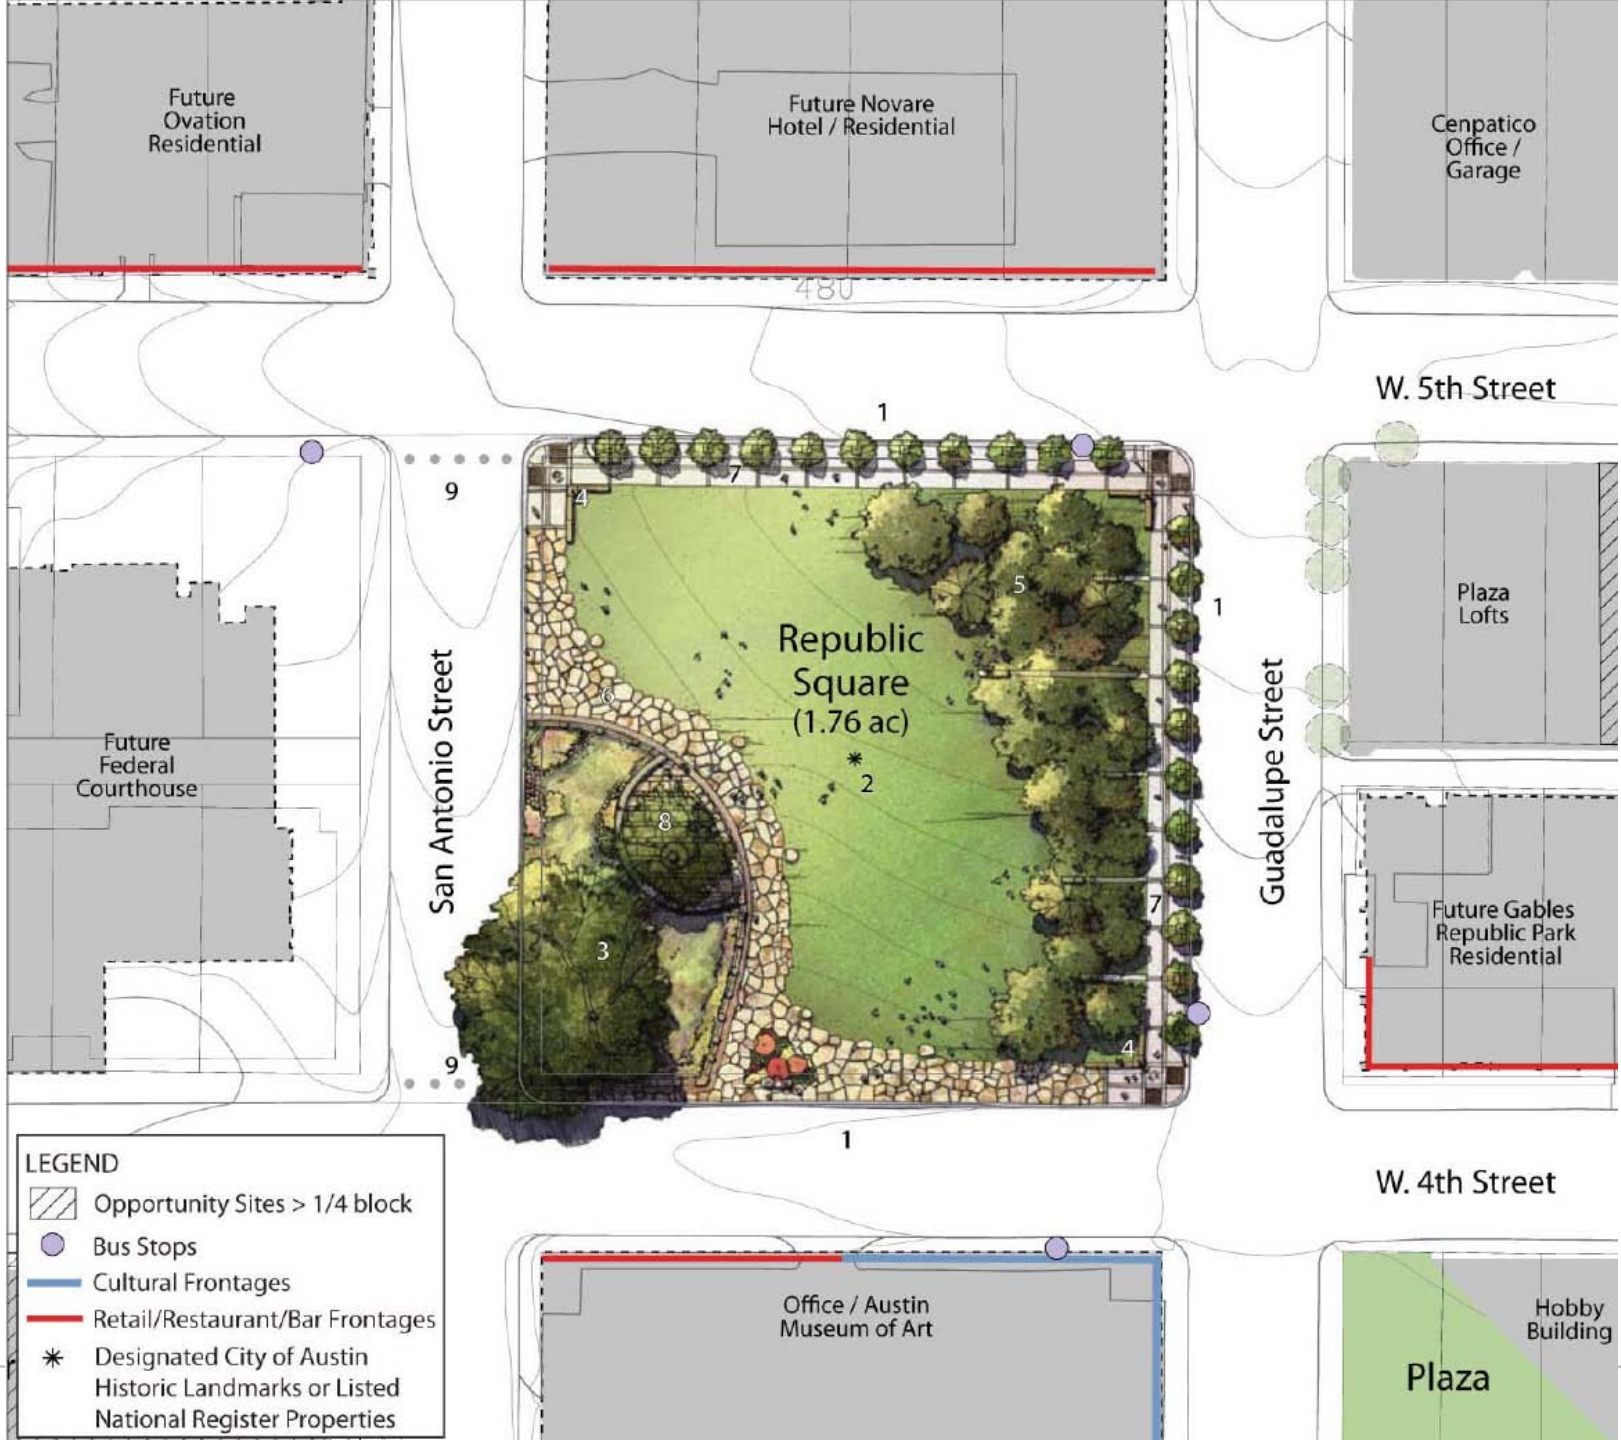 Future
Ovation
Residential
Future Novare
Hotel / Residential
Cenpatico
Office /
Garage
480
W. 5th Street
1
9
7
4
5
Plaza
Lofts
1
Republic
Square
(1.76 ac)
6
2
San Antonio Street
Guadalupe Street
Future
Federal
Courthouse
8
3
7
Future Gables
Republic Park
Residential
4
9
1
W. 4th Street
LEGEND
Opportunity Sites > 1/4 block
Bus Stops
Cultural Frontages
Retail/Restaurant/Bar Frontages
Designated City of Austin
Historic Landmarks or Listed
National Register Properties
Office / Austin
Museum of Art
Hobby
Building
Plaza